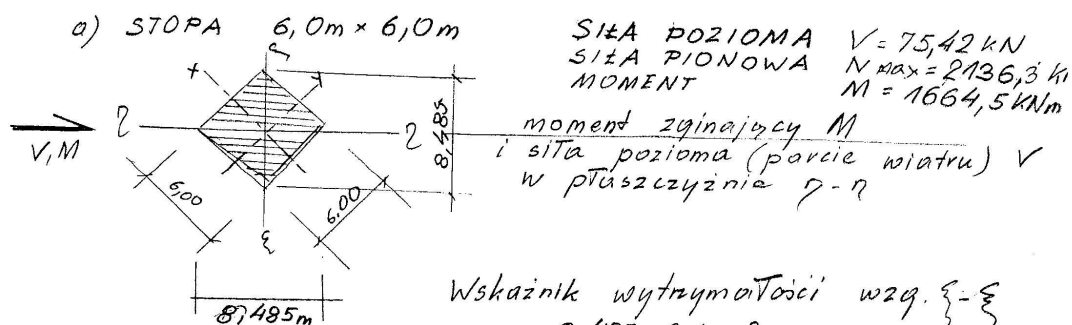 a) STOPA 6,0m × 6,0m
SIŁA POZIOMA V = 75,42 kN
SIŁA PIONOWA N max = 2136,3 k
MOMENT M = 1664,5 kNm
x
y
ξ
η
η
V, M
8,485
moment zginający M
i siła pozioma (parcie wiatru) V
w płuszczyźnie η-η
6,00
6.00
ξ
8,485m
Wskaźnik wytrzymałości wzg. ξ-ξ